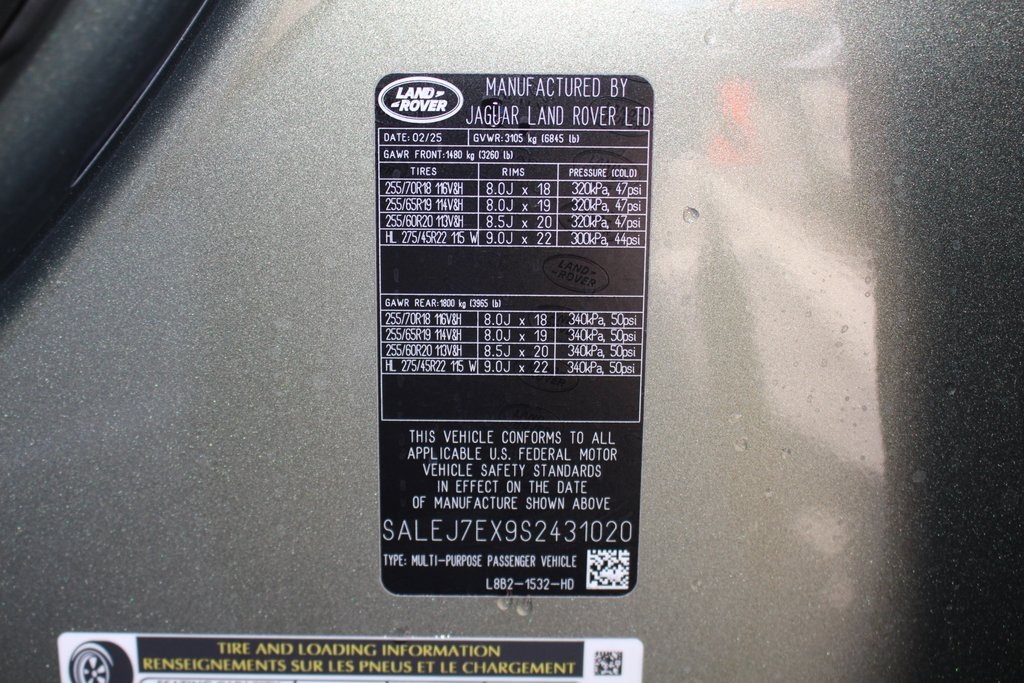 LAND-
-ROVER
MANUFACTURED BY
JAGUAR LAND ROVER LTD
DATE: 02/25 GVWR: 3105 kg (6845 lb)
GAWR FRONT: 1480 kg (3260 lb)
TIRES RIMS PRESSURE (COLD)
255/70R18 116V&H 8.0J x 18 320kPa, 47psi
255/65R19 114V&H 8.0J x 19 320kPa, 47psi
255/60R20 113V&H 8.5J x 20 320kPa, 47psi
HL 275/45R22 115 W 9.0J x 22 300kPa, 44psi
LAND-
-ROVER
GAWR REAR: 1800 kg (3965 lb)
255/70R18 116V&H 8.0J x 18 340kPa, 50psi
255/65R19 114V&H 8.0J x 19 340kPa, 50psi
255/60R20 113V&H 8.5J x 20 340kPa, 50psi
HL 275/45R22 115 W 9.0J x 22 340kPa, 50psi
THIS VEHICLE CONFORMS TO ALL
APPLICABLE U.S. FEDERAL MOTOR
VEHICLE SAFETY STANDARDS
IN EFFECT ON THE DATE
OF MANUFACTURE SHOWN ABOVE
SALEJ7EX9S2431020
TYPE: MULTI-PURPOSE PASSENGER VEHICLE
L8B2-1532-HD
TIRE AND LOADING INFORMATION
RENSEIGNEMENTS SUR LES PNEUS ET LE CHARGEMENT